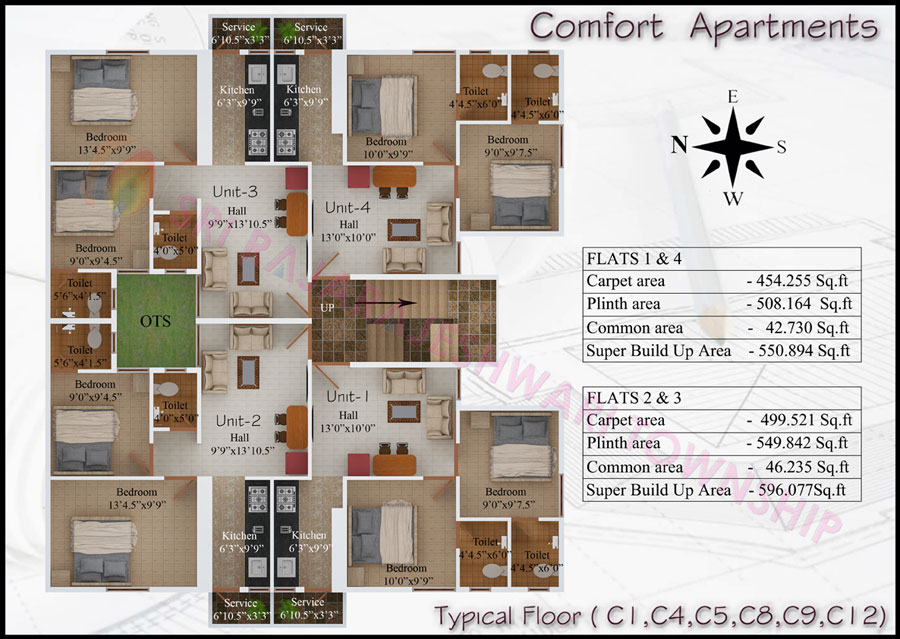 Comfort Apartments
Service
6'10.5"x3'3"
Service
6'10.5"x3'3"
Kitchen
6'3"x9'9"
Kitchen
6'3"x9'9"
Toilet
4'4.5"x6'0"
Toilet
4'4.5"x6'0"
Bedroom
13'4.5"x9'9"
Bedroom
10'0"x9'9"
Bedroom
9'0"x9'7.5"
Unit-3
Hall
9'9"x13'10.5"
Unit-4
Hall
13'0"x10'0"
Bedroom
9'0"x9'4.5"
Toilet
4'0"x5'0"
Toilet
5'6"x4'1.5"
OTS
UP
Toilet
5'6"x4'1.5"
Bedroom
9'0"x9'4.5"
Toilet
4'0"x5'0"
Unit-2
Hall
9'9"x13'10.5"
Unit-1
Hall
13'0"x10'0"
Bedroom
13'4.5"x9'9"
Bedroom
9'0"x9'7.5"
Kitchen
6'3"x9'9"
Kitchen
6'3"x9'9"
Bedroom
10'0"x9'9"
Toilet
4'4.5"x6'0"
Toilet
4'4.5"x6'0"
Service
6'10.5"x3'3"
Service
6'10.5"x3'3"
E
N
S
W
FLATS 1 & 4
Carpet area - 454.255 Sq.ft
Plinth area - 508.164 Sq.ft
Common area - 42.730 Sq.ft
Super Build Up Area - 550.894 Sq.ft
FLATS 2 & 3
Carpet area - 499.521 Sq.ft
Plinth area - 549.842 Sq.ft
Common area - 46.235 Sq.ft
Super Build Up Area - 596.077Sq.ft
Typical Floor ( C1,C4,C5,C8,C9,C12)
SRI RAJARAJESHWARI TOWNSHIP